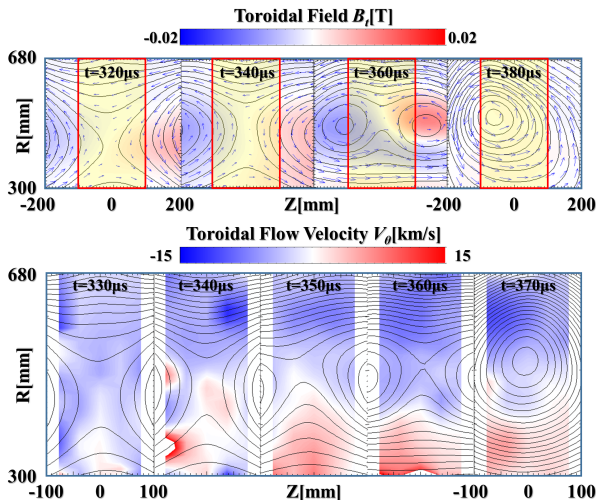 Toroidal Field Bt[T]
-0.02 0.02
680
t=320μs t=340μs t=360μs t=380μs
R[mm]
300
-200 0 200 Z[mm] -200 0 200
Toroidal Flow Velocity Vθ[km/s]
-15 15
680
t=330μs t=340μs t=350μs t=360μs t=370μs
R[mm]
300
-100 0 100 Z[mm] -100 0 100